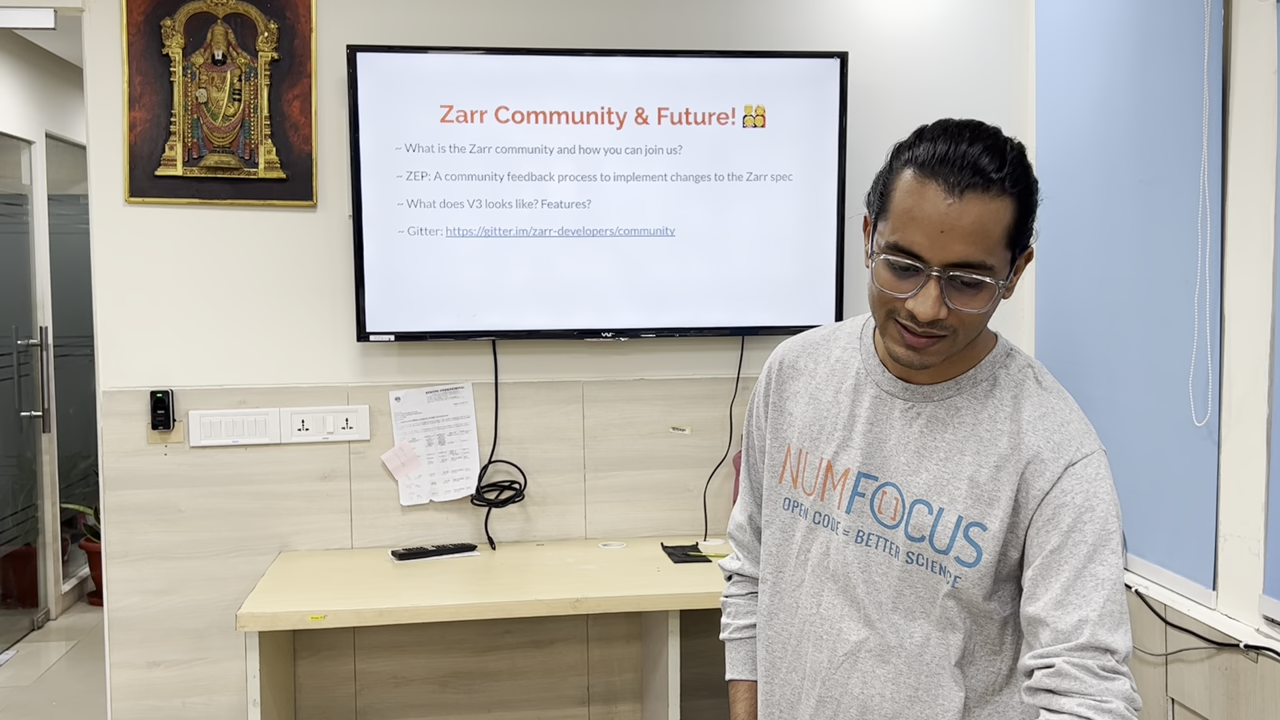 Zarr Community & Future!
~ What is the Zarr community and how you can join us?
~ ZEP: A community feedback process to implement changes to the Zarr spec
~ What does V3 looks like? Features?
~ Gitter: https://gitter.im/zarr-developers/community
NUMFOCUS
OPEN CODE = BETTER SCIENCE